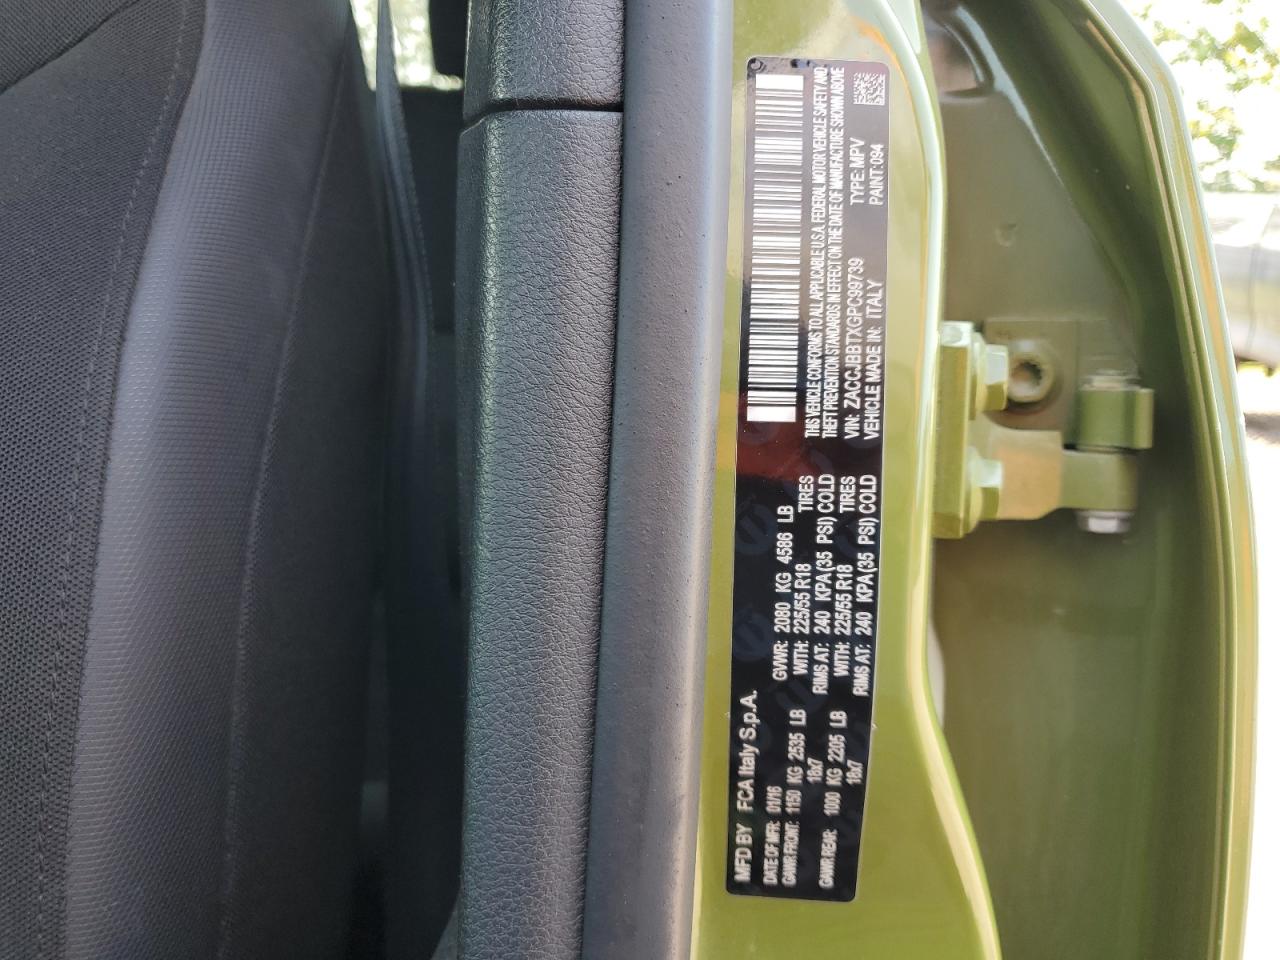 MFD BY FCA Italy S.p.A.
DATE OF MFR: 01/16 GVWR: 2080 KG 4586 LB
GAWR FRONT: 1150 KG 2535 LB WITH: 225/55 R18 TIRES
18x7 RIMS AT: 240 KPA (35 PSI) COLD
GAWR REAR: 1000 KG 2205 LB WITH: 225/55 R18 TIRES
18x7 RIMS AT: 240 KPA (35 PSI) COLD
THIS VEHICLE CONFORMS TO ALL APPLICABLE U.S.A. FEDERAL MOTOR VEHICLE SAFETY AND
THEFT PREVENTION STANDARDS IN EFFECT ON THE DATE OF MANUFACTURE SHOWN ABOVE
VIN: ZACCJBBTXGPC99739 TYPE: MPV
VEHICLE MADE IN: ITALY PAINT: 094